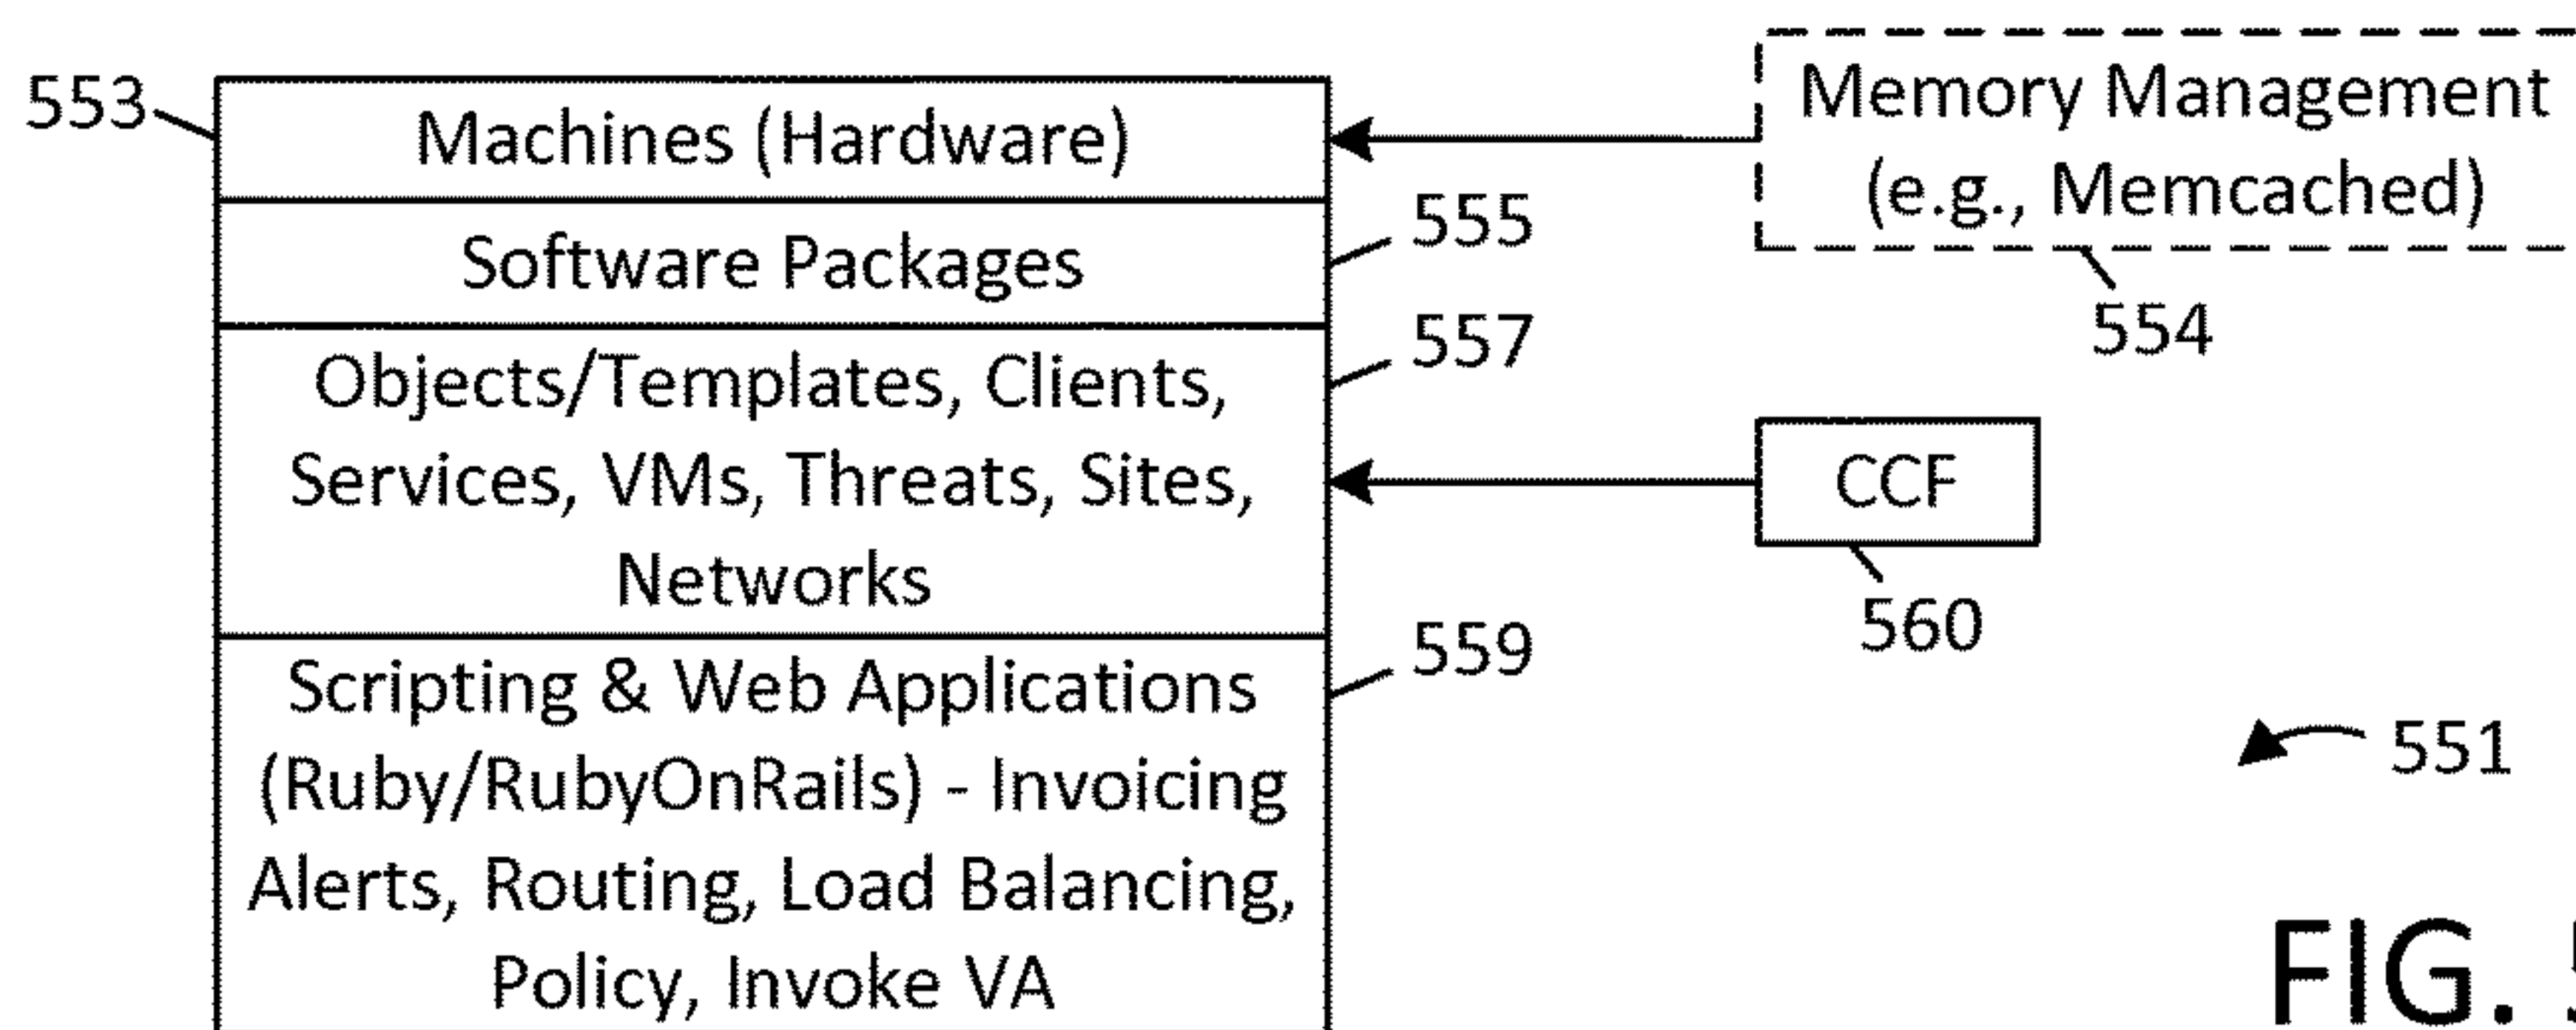 553
Machines (Hardware)
Memory Management
(e.g., Memcached)
554
Software Packages
555
Objects/Templates, Clients,
Services, VMs, Threats, Sites,
Networks
557
CCF
560
Scripting & Web Applications
(Ruby/RubyOnRails) - Invoicing
Alerts, Routing, Load Balancing,
Policy, Invoke VA
559
551
FIG.